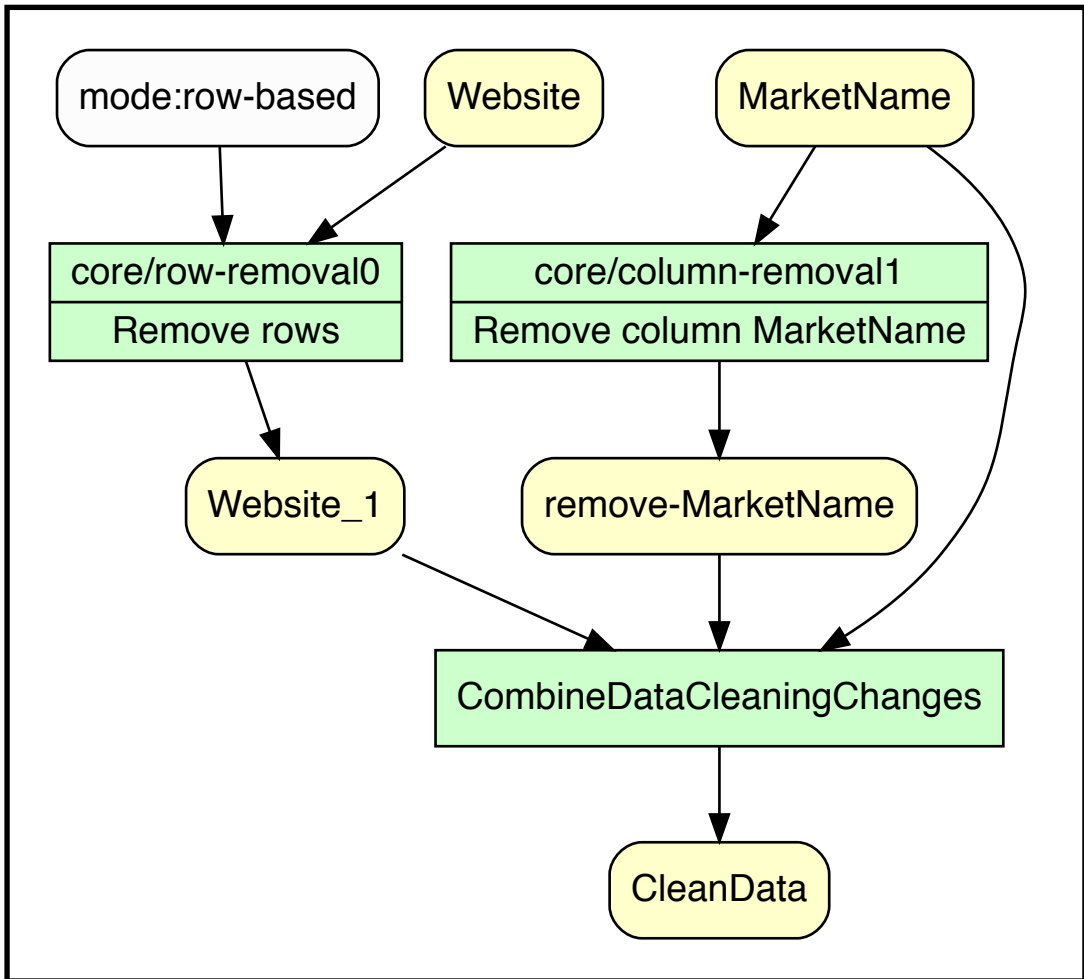 mode:row-based
Website
MarketName
core/row-removal0
Remove rows
core/column-removal1
Remove column MarketName
Website_1
remove-MarketName
CombineDataCleaningChanges
CleanData